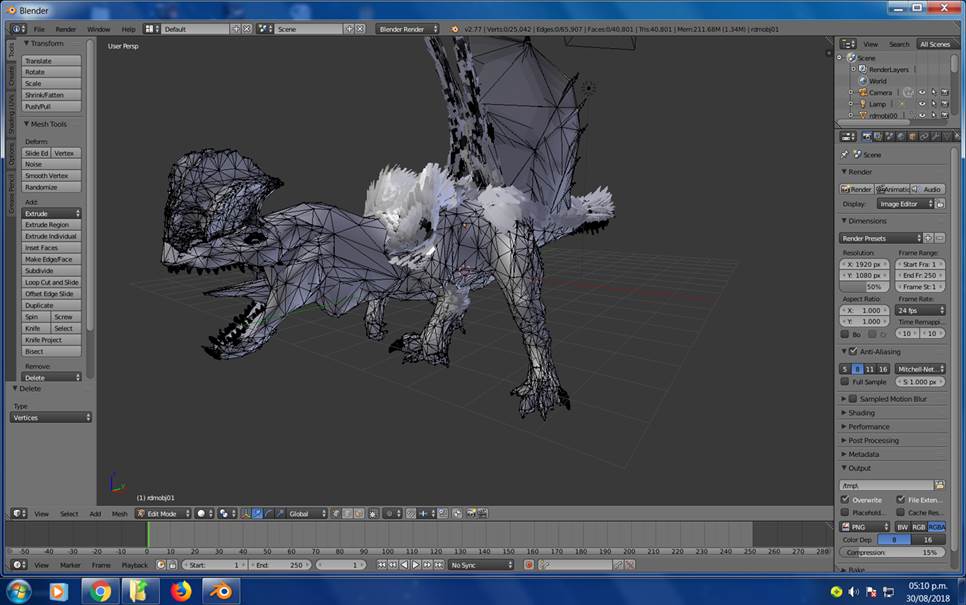 Blender
File Render Window Help Default Scene Blender Render v2.77 | Verts:0/25,042 | Edges:0/65,907 | Faces:0/40,801 | Tris:40,801 | Mem:211.68M (1.34M) | rdmobj01
Tools
Create
Shading / UVs
Options
Grease Pencil
Transform
Translate
Rotate
Scale
Shrink/Fatten
Push/Pull
Mesh Tools
Deform:
Slide Ed Vertex
Noise
Smooth Vertex
Randomize
Add:
Extrude
Extrude Region
Extrude Individual
Inset Faces
Make Edge/Face
Subdivide
Loop Cut and Slide
Offset Edge Slide
Duplicate
Spin Screw
Knife Select
Knife Project
Bisect
Remove:
Delete
Delete
Type
Vertices
User Persp
(1) rdmobj01
View Select Add Mesh Edit Mode Global
-50 -40 -30 -20 -10 0 10 20 30 40 50 60 70 80 90 100 110 120 130 140 150 160 170 180 190 200 210 220 230 240 250 260 270 280
View Marker Frame Playback Start: 1 End: 250 1 No Sync
View Search All Scenes
Scene
RenderLayers
World
Camera
Lamp
rdmobj00
Scene
Render
Render Animatic Audio
Display: Image Editor
Dimensions
Render Presets
Resolution: Frame Range:
X: 1920 px Start Fra: 1
Y: 1080 px End Fr: 250
50% Frame St: 1
Aspect Ratio: Frame Rate:
X: 1.000 24 fps
Y: 1.000 Time Remappi...
Bo Cr 10 10
Anti-Aliasing
5 8 11 16 Mitchell-Net...
Full Sample S: 1.000 px
Sampled Motion Blur
Shading
Performance
Post Processing
Metadata
Output
/tmp\
Overwrite File Exten...
Placehold... Cache Res...
PNG BW RGB RGBA
Color Dep 8 16
Compression: 15%
Bake
05:10 p.m.
30/08/2018